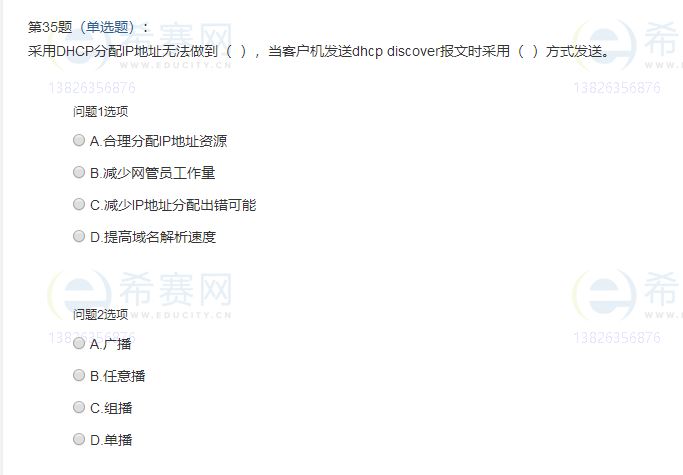 第35题（单选题）：
采用DHCP分配IP地址无法做到（ ），当客户机发送dhcp discover报文时采用（ ）方式发送。
希赛网
WWW.EDUCITY.CN
13826356876
希
WWW.E
13826356876
问题1选项
A.合理分配IP地址资源
B.减少网管员工作量
C.减少IP地址分配出错可能
D.提高域名解析速度
希赛网
WWW.EDUCITY.CN
13826356876
希
WWW.E
13826356876
问题2选项
A.广播
B.任意播
C.组播
D.单播